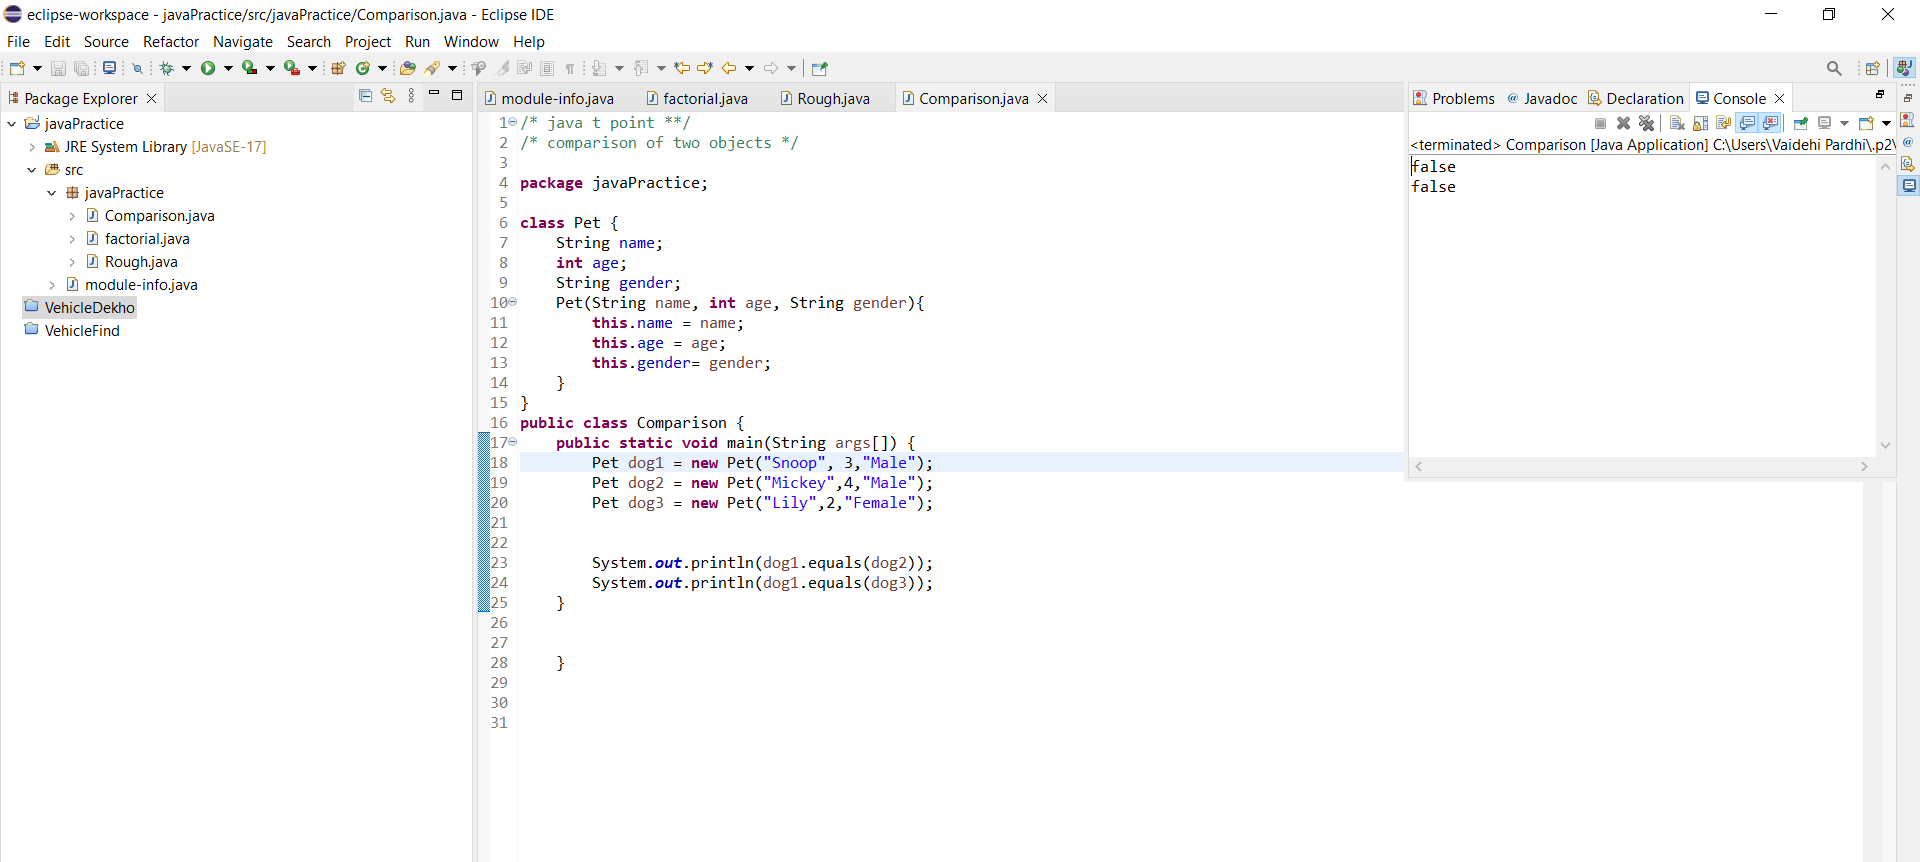 eclipse-workspace - javaPractice/src/javaPractice/Comparison.java - Eclipse IDE
File Edit Source Refactor Navigate Search Project Run Window Help
Package Explorer
javaPractice
JRE System Library [JavaSE-17]
src
javaPractice
Comparison.java
factorial.java
Rough.java
module-info.java
VehicleDekho
VehicleFind
module-info.java factorial.java Rough.java Comparison.java
1 /* java t point **/
2 /* comparison of two objects */
3
4 package javaPractice;
5
6 class Pet {
7 String name;
8 int age;
9 String gender;
10 Pet(String name, int age, String gender){
11 this.name = name;
12 this.age = age;
13 this.gender= gender;
14 }
15 }
16 public class Comparison {
17 public static void main(String args[]) {
18 Pet dog1 = new Pet("Snoop", 3,"Male");
19 Pet dog2 = new Pet("Mickey",4,"Male");
20 Pet dog3 = new Pet("Lily",2,"Female");
21
22
23 System.out.println(dog1.equals(dog2));
24 System.out.println(dog1.equals(dog3));
25 }
26
27
28 }
29
30
31
Problems @ Javadoc Declaration Console
<terminated> Comparison [Java Application] C:\Users\Vaidehi Pardhi\.p2\
false
false